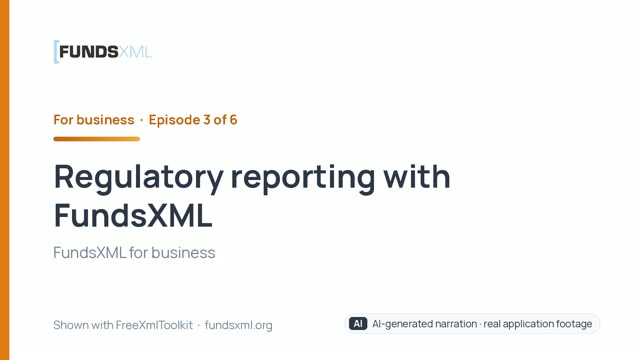 [FUNDSXML
For business · Episode 3 of 6
Regulatory reporting with
FundsXML
FundsXML for business
Shown with FreeXmlToolkit · fundsxml.org
AI AI-generated narration · real application footage